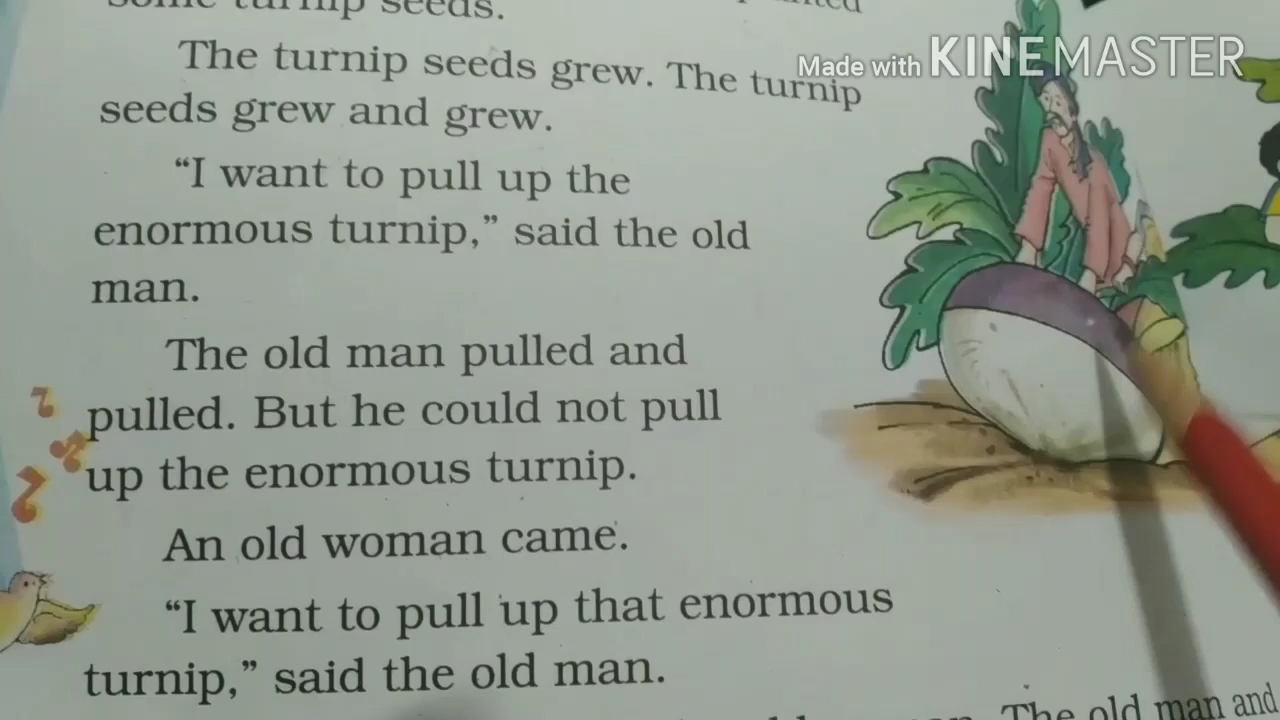 some turnip seeds.
The turnip seeds grew. The turnip
seeds grew and grew.
“I want to pull up the
enormous turnip,” said the old
man.
The old man pulled and
pulled. But he could not pull
up the enormous turnip.
An old woman came.
“I want to pull up that enormous
turnip,” said the old man.
The old man and
Made with KINEMASTER